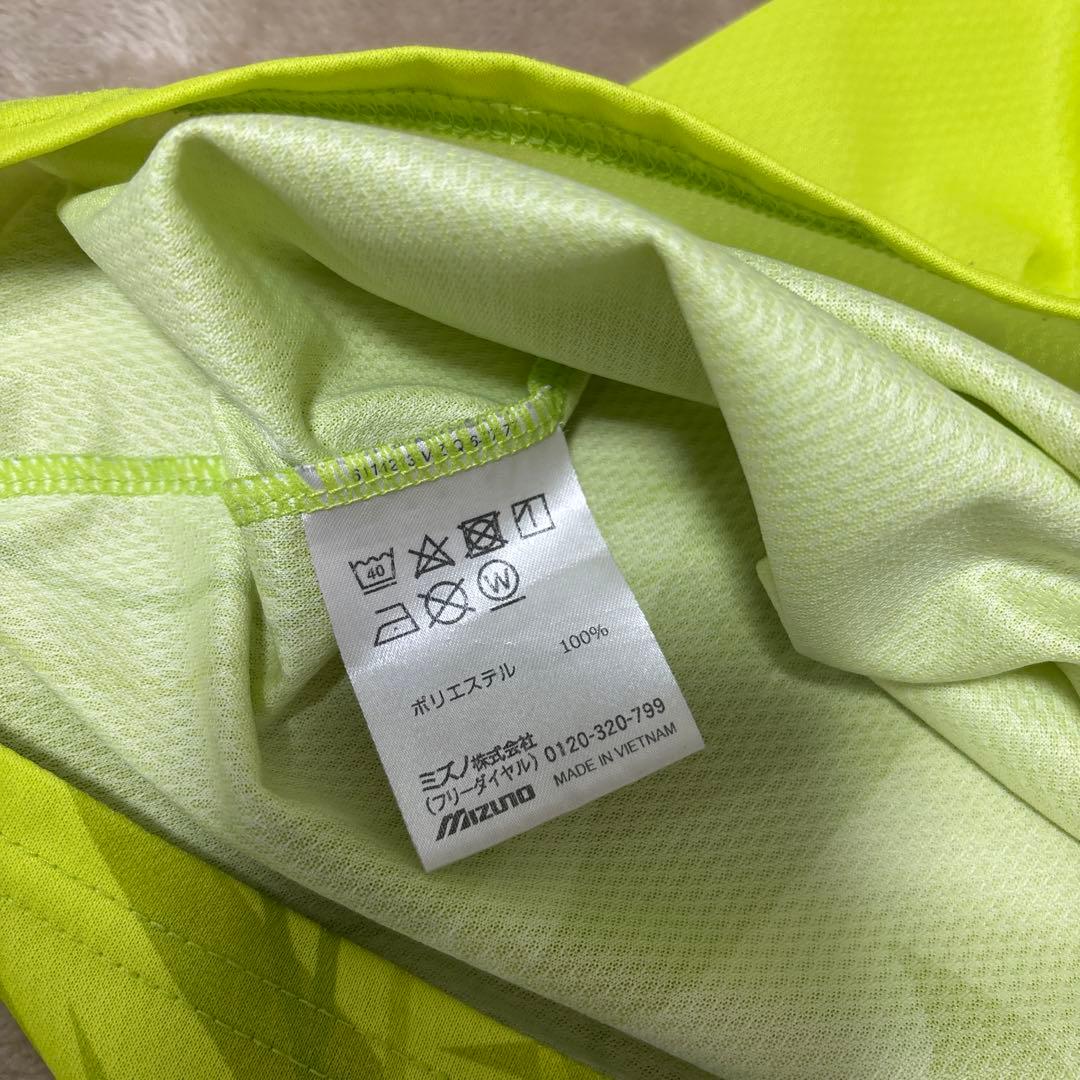 40
W
ポリエステル 100%
ミズノ株式会社
(フリーダイヤル) 0120-320-799
MIZUNO MADE IN VIETNAM